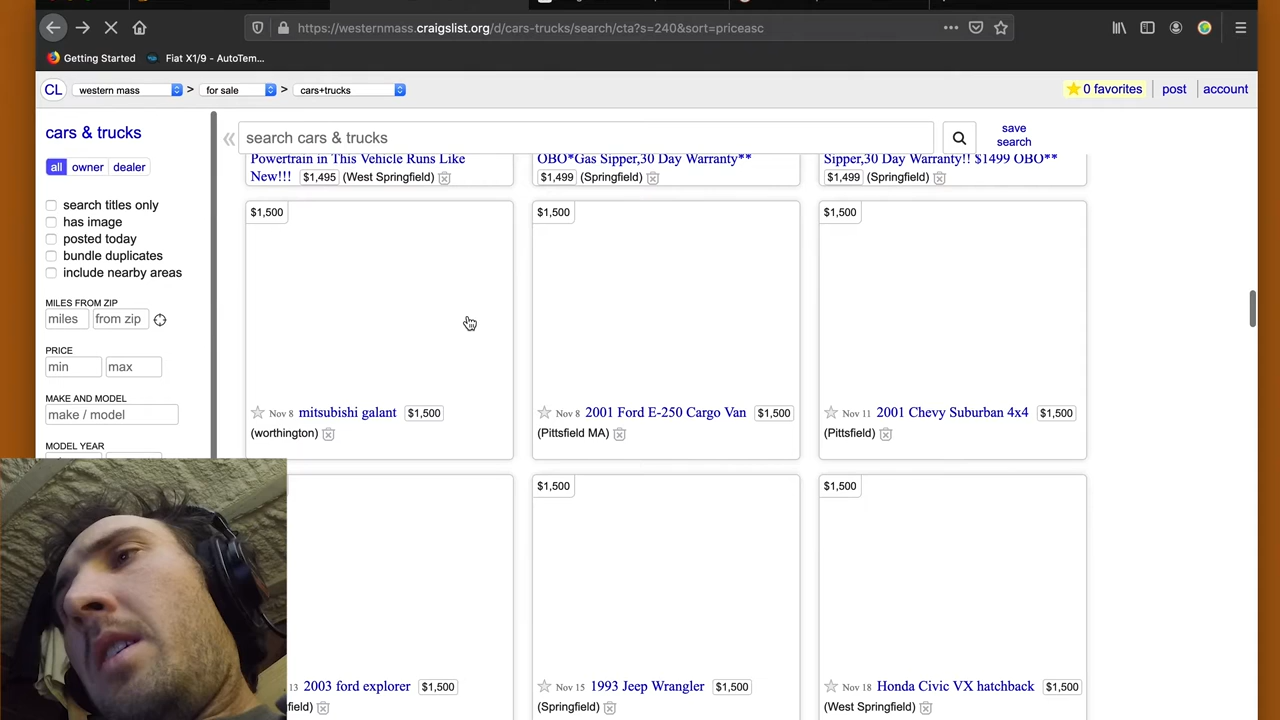 https://westernmass.craigslist.org/d/cars-trucks/search/cta?s=240&sort=priceasc
Getting Started
Fiat X1/9 - AutoTem...
CL
western mass
>
for sale
>
cars+trucks
0 favorites
post
account
cars & trucks
search cars & trucks
save
search
all
owner
dealer
search titles only
has image
posted today
bundle duplicates
include nearby areas
MILES FROM ZIP
miles
from zip
PRICE
min
max
MAKE AND MODEL
make / model
MODEL YEAR
Powertrain in This Vehicle Runs Like
New!!! $1,495 (West Springfield)
OBO*Gas Sipper,30 Day Warranty**
$1,499 (Springfield)
Sipper,30 Day Warranty!! $1499 OBO**
$1,499 (Springfield)
$1,500
Nov 8 mitsubishi galant $1,500
(worthington)
$1,500
Nov 8 2001 Ford E-250 Cargo Van $1,500
(Pittsfield MA)
$1,500
Nov 11 2001 Chevy Suburban 4x4 $1,500
(Pittsfield)
13 2003 ford explorer $1,500
field)
$1,500
Nov 15 1993 Jeep Wrangler $1,500
(Springfield)
$1,500
Nov 18 Honda Civic VX hatchback $1,500
(West Springfield)